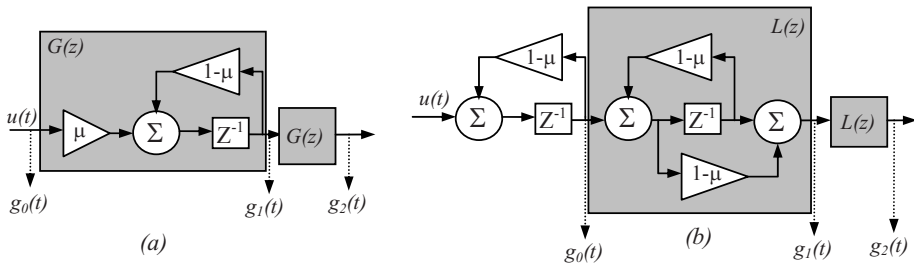 G(z)
1-μ
u(t)
μ
Σ
Z⁻¹
G(z)
g₀(t)
g₁(t)
g₂(t)
(a)
L(z)
1-μ
1-μ
u(t)
Σ
Z⁻¹
Σ
Z⁻¹
Σ
L(z)
1-μ
g₀(t)
g₁(t)
g₂(t)
(b)